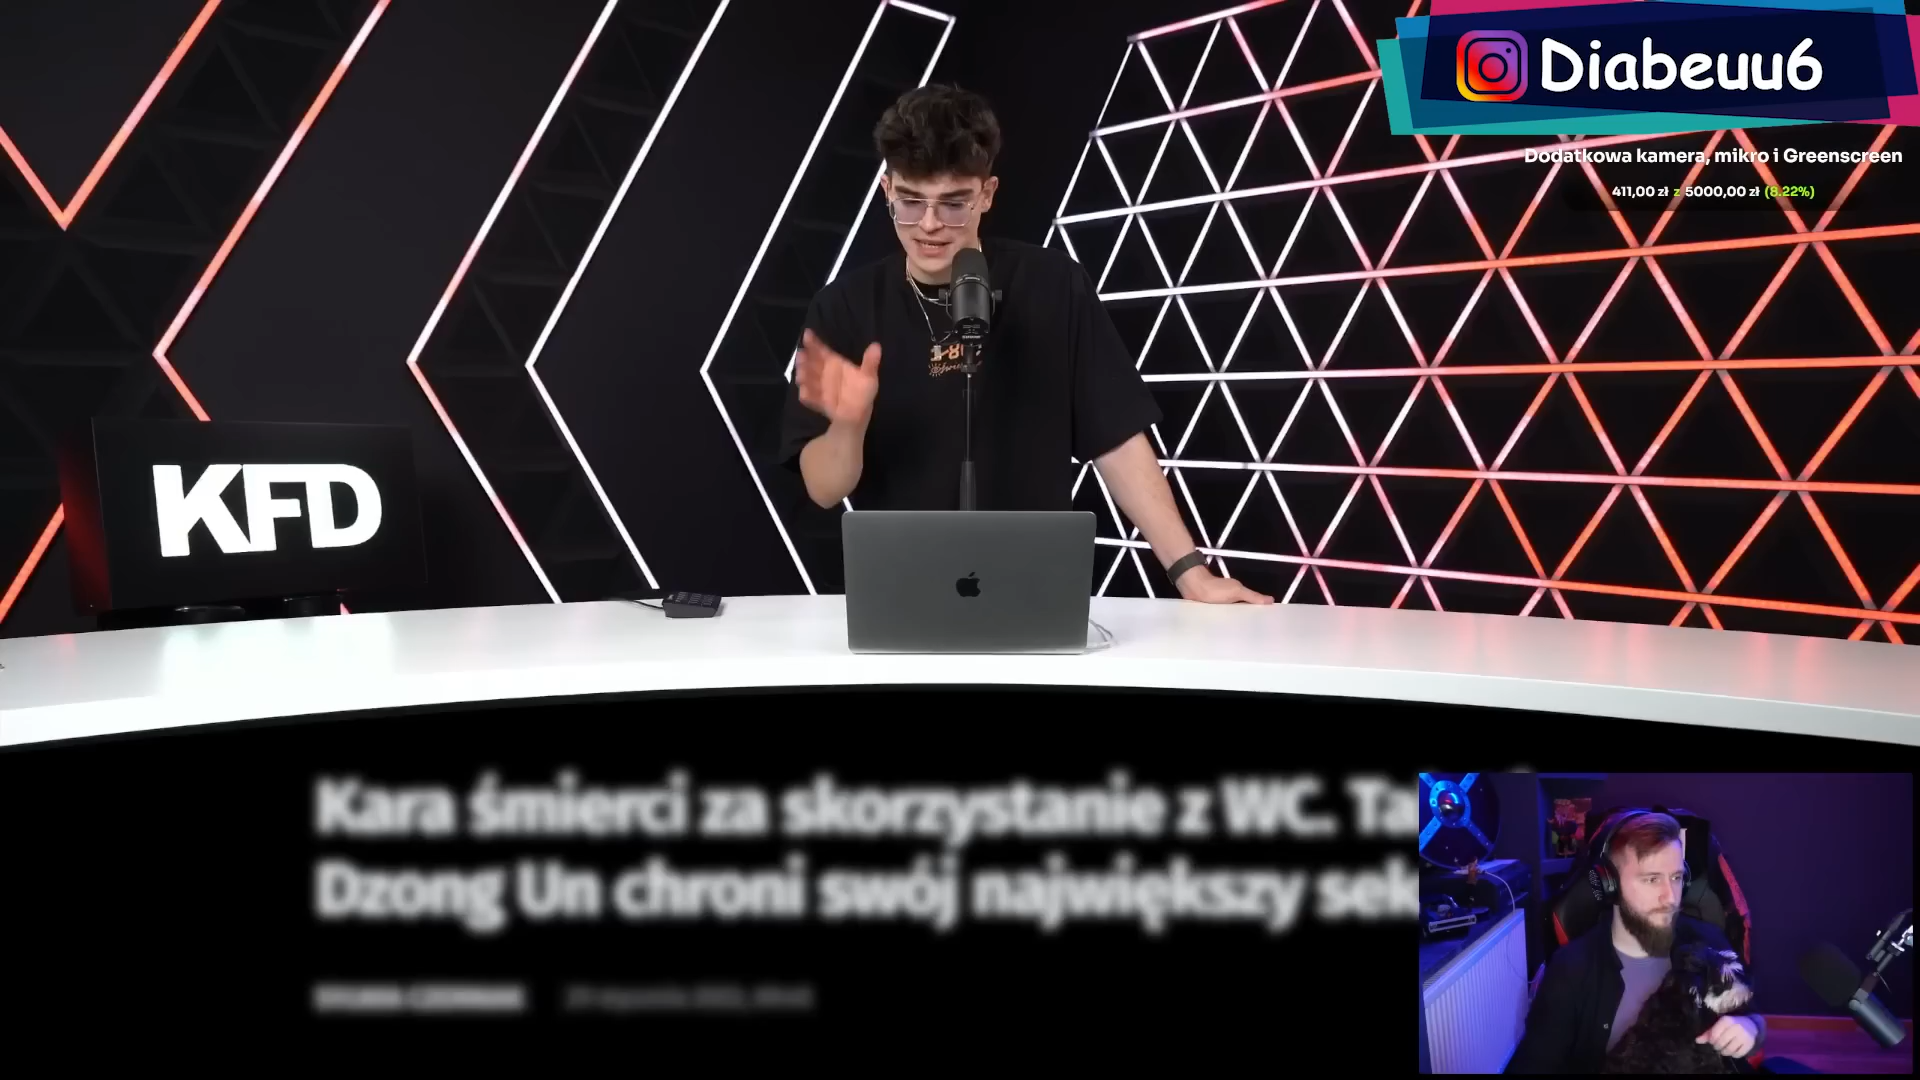 Diabeuu6
Dodatkowa kamera, mikro i Greenscreen
411,00 zł z 5000,00 zł (8.22%)
KFD
Kara śmierci za skorzystanie z WC.
Dzong Un chroni swój największy